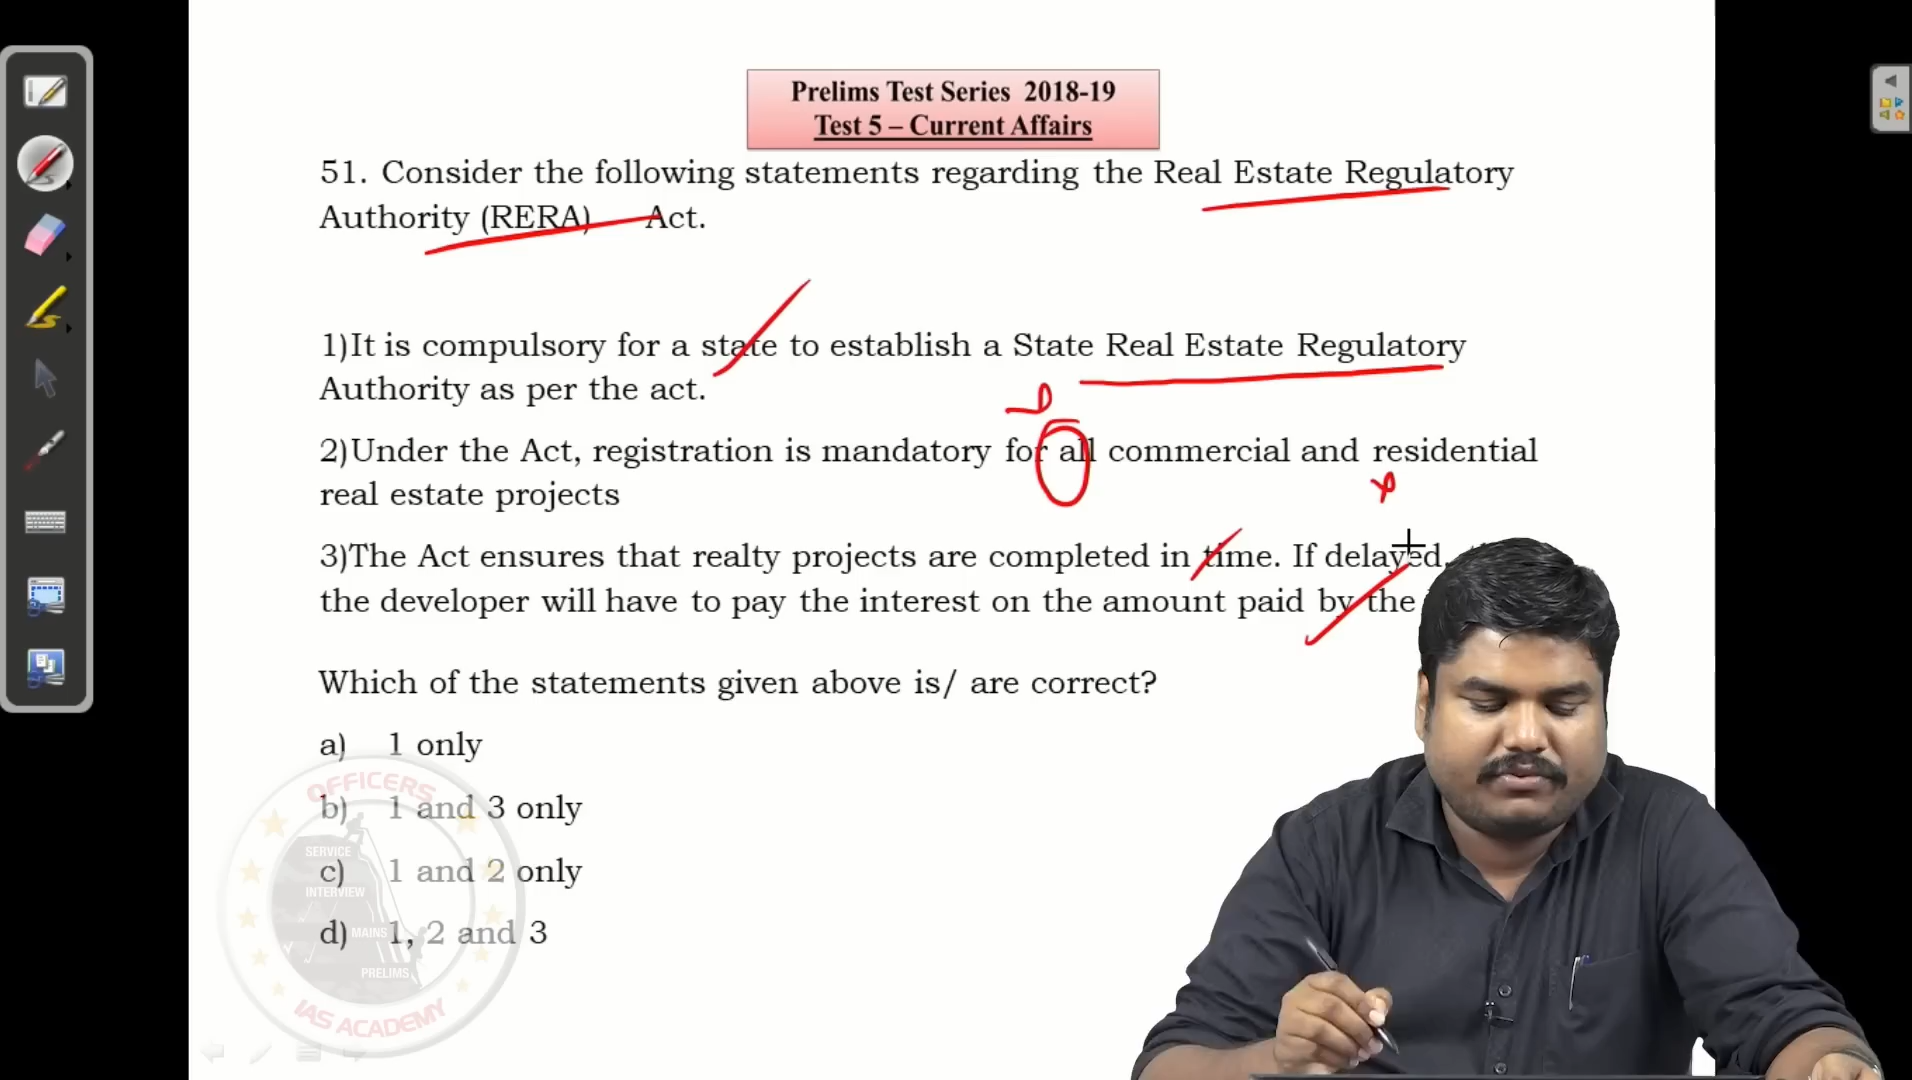 Prelims Test Series 2018-19
Test 5 – Current Affairs
51. Consider the following statements regarding the Real Estate Regulatory
Authority (RERA) Act.
1)It is compulsory for a state to establish a State Real Estate Regulatory
Authority as per the act.
2)Under the Act, registration is mandatory for all commercial and residential
real estate projects
3)The Act ensures that realty projects are completed in time. If delayed,
the developer will have to pay the interest on the amount paid by the
Which of the statements given above is/ are correct?
a) 1 only
b) 1 and 3 only
c) 1 and 2 only
d) 1, 2 and 3
OFFICERS
SERVICE
INTERVIEW
MAINS
PRELIMS
IAS ACADEMY